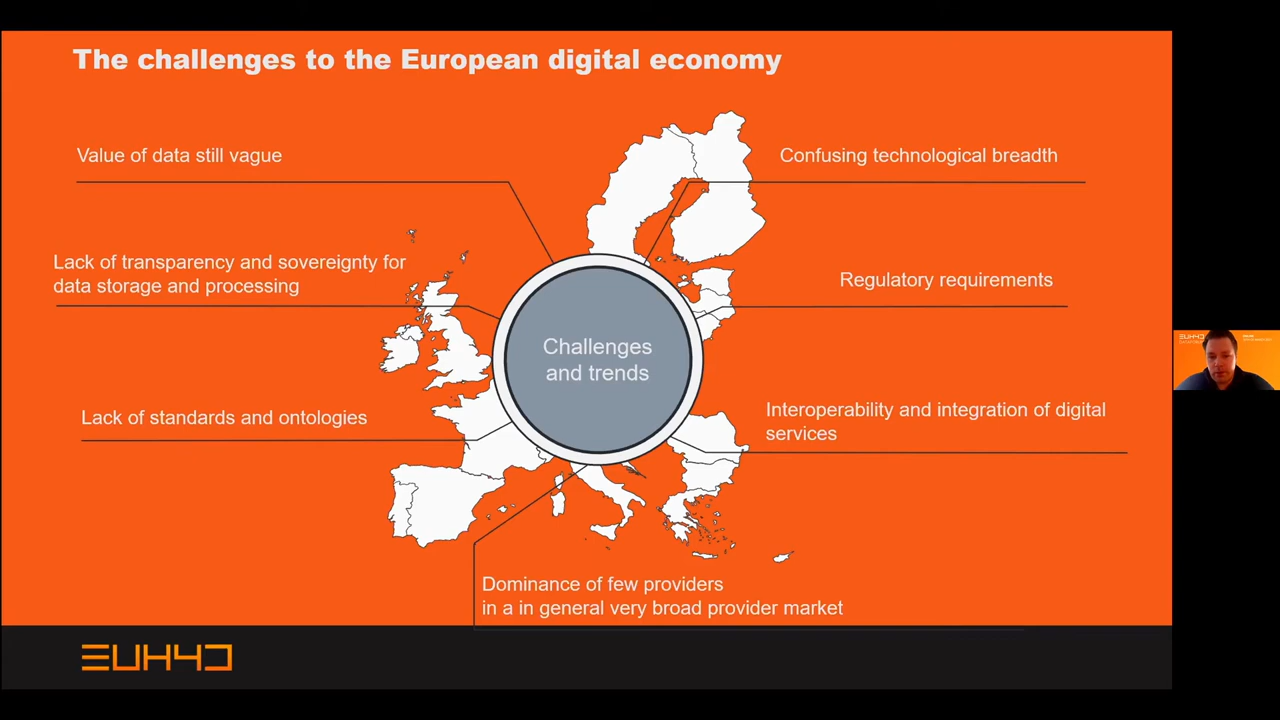 The challenges to the European digital economy
Value of data still vague
Confusing technological breadth
Lack of transparency and sovereignty for
data storage and processing
Regulatory requirements
Challenges
and trends
Lack of standards and ontologies
Interoperability and integration of digital
services
Dominance of few providers
in a in general very broad provider market
EUH4D
EUH4D